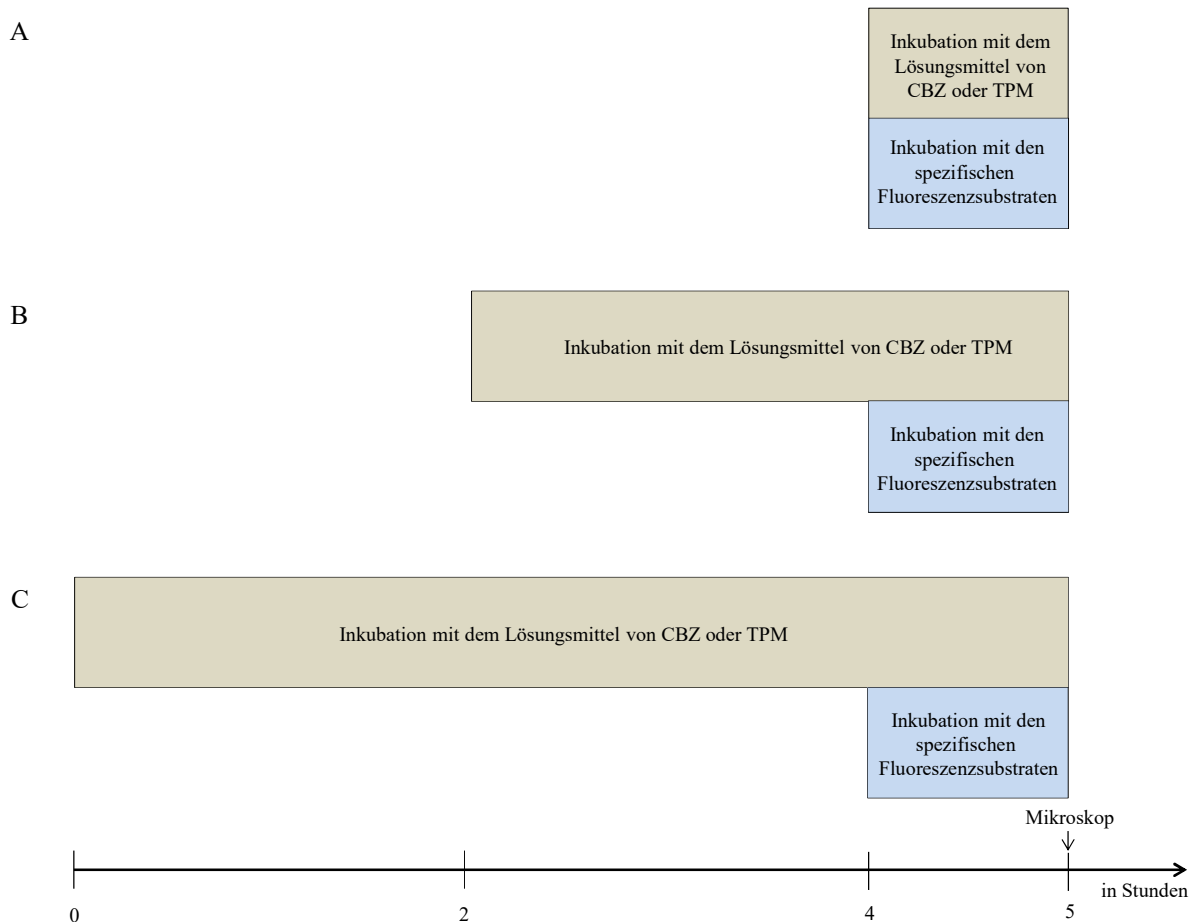 A
Inkubation mit dem
Lösungsmittel von
CBZ oder TPM
Inkubation mit den
spezifischen
Fluoreszenzsubstraten
B
Inkubation mit dem Lösungsmittel von CBZ oder TPM
Inkubation mit den
spezifischen
Fluoreszenzsubstraten
C
Inkubation mit dem Lösungsmittel von CBZ oder TPM
Inkubation mit den
spezifischen
Fluoreszenzsubstraten
Mikroskop
in Stunden
0 2 4 5